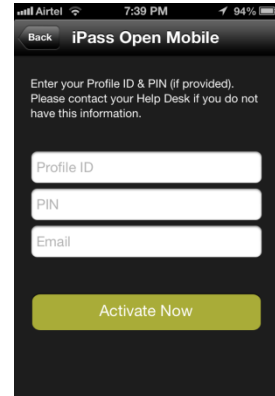 Airtel 7:39 PM 94%
Back iPass Open Mobile
Enter your Profile ID & PIN (if provided).
Please contact your Help Desk if you do not
have this information.
Profile ID
PIN
Email
Activate Now